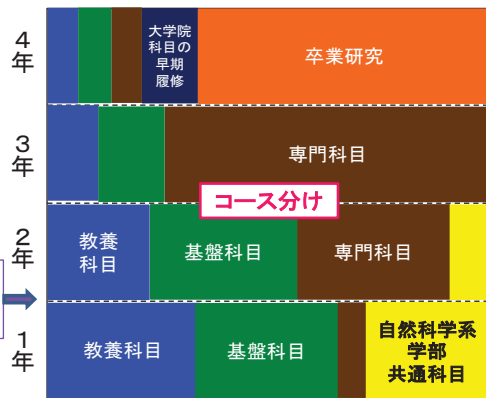 4
年
大学院
科目の
早期
履修
卒業研究
3
年
専門科目
コース分け
2
年
教養
科目
基盤科目
専門科目
1
年
教養科目
基盤科目
自然科学系
学部
共通科目